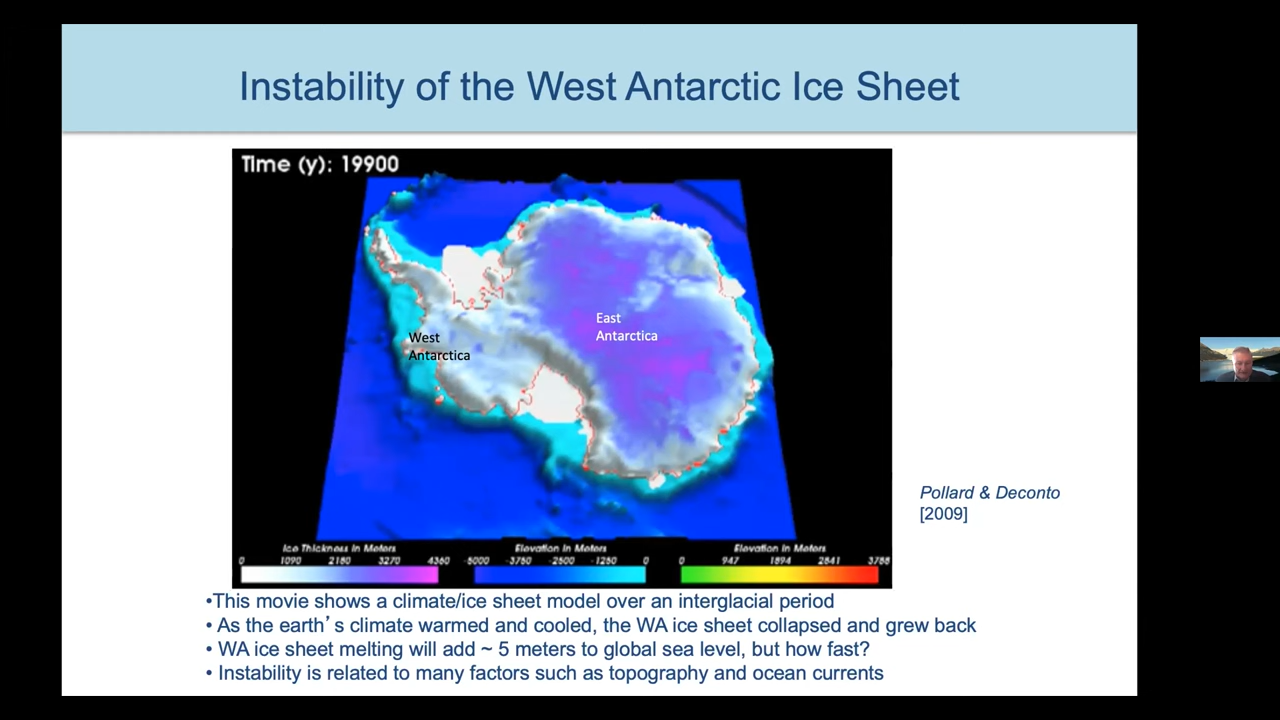 Instability of the West Antarctic Ice Sheet
Time (y): 19900
East
Antarctica
West
Antarctica
Pollard & Deconto
[2009]
Ice Thickness In Meters
0 1090 2180 3270 4360
Elevation In Meters
-5000 -3750 -2500 -1250 0
Elevation In Meters
0 947 1894 2841 3788
•This movie shows a climate/ice sheet model over an interglacial period
• As the earth’s climate warmed and cooled, the WA ice sheet collapsed and grew back
• WA ice sheet melting will add ~ 5 meters to global sea level, but how fast?
• Instability is related to many factors such as topography and ocean currents